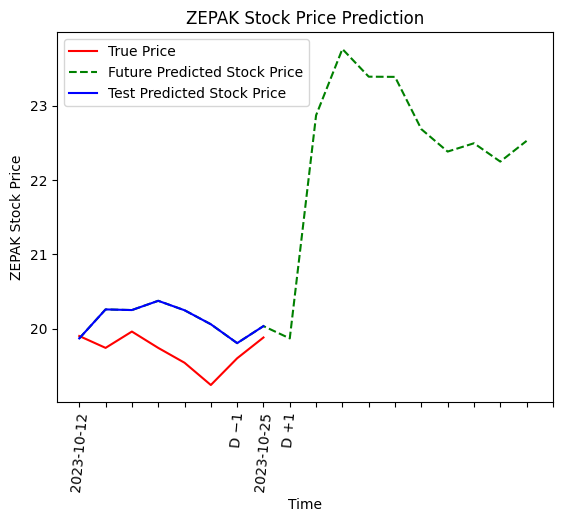 ZEPAK Stock Price Prediction
True Price
Future Predicted Stock Price
Test Predicted Stock Price
ZEPAK Stock Price
23
22
21
20
2023-10-12
D −1
2023-10-25
D +1
Time